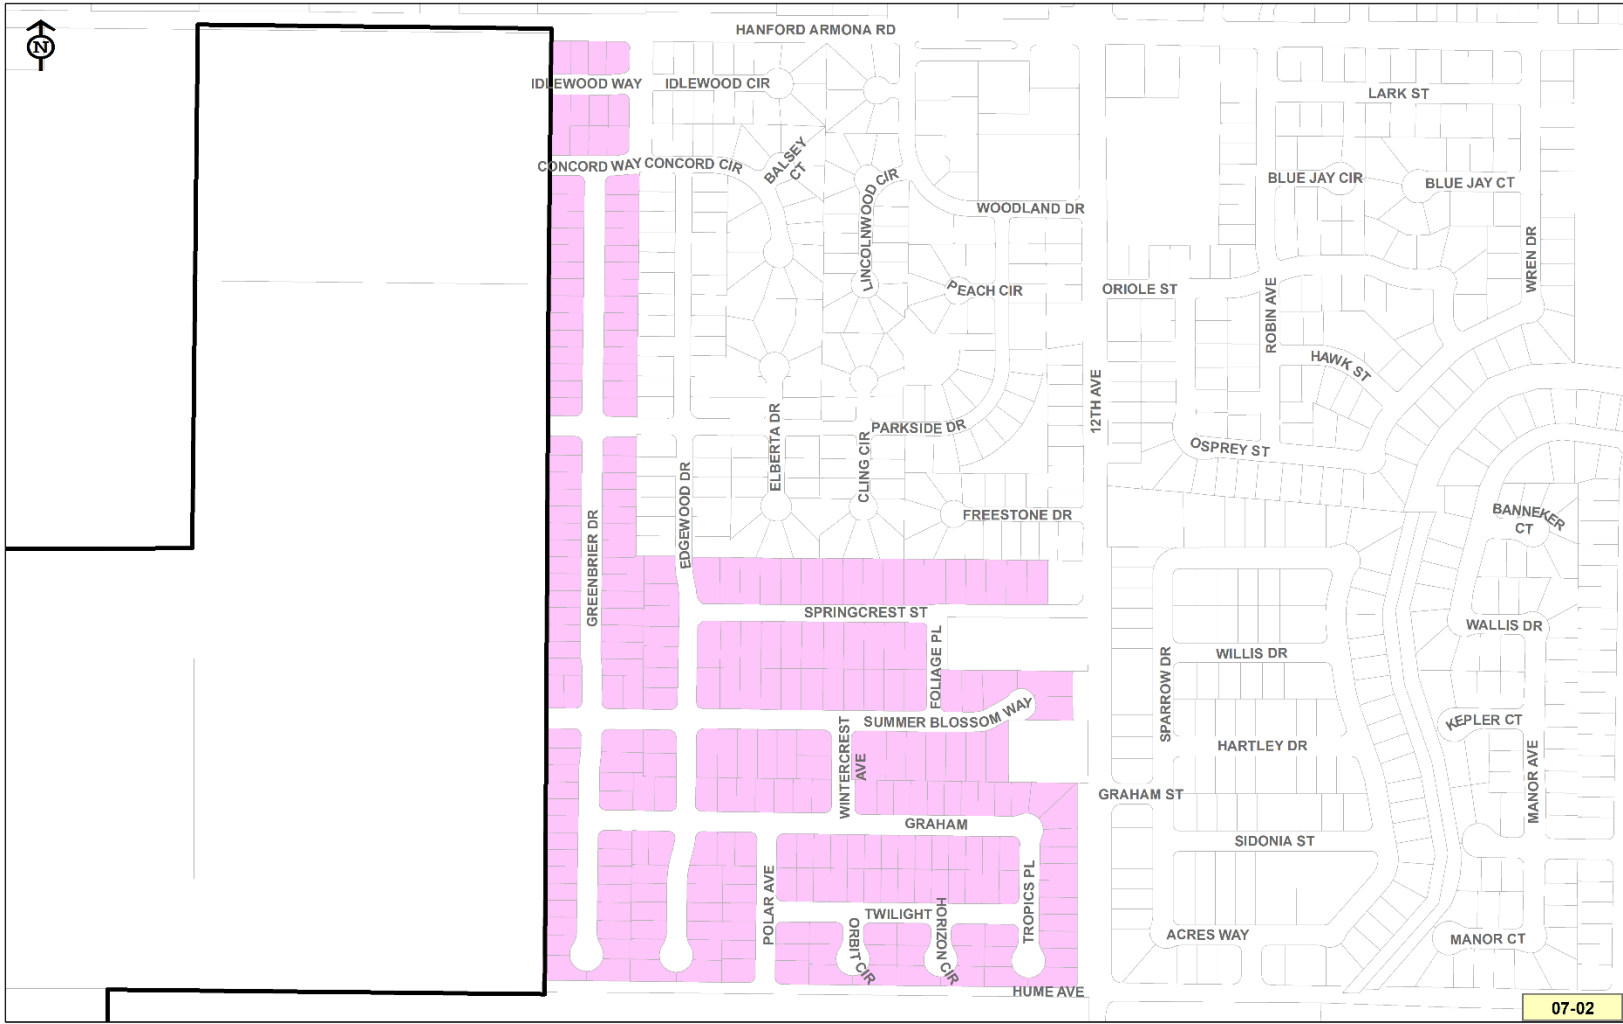 HANFORD ARMONA RD
N
IDLEWOOD WAY
IDLEWOOD CIR
LARK ST
CONCORD WAY
CONCORD CIR
BALSEY
CT
LINCOLNWOOD CIR
BLUE JAY CIR
BLUE JAY CT
WOODLAND DR
WREN DR
PEACH CIR
ORIOLE ST
ROBIN AVE
HAWK ST
12TH AVE
ELBERTA DR
CLING CIR
PARKSIDE DR
OSPREY ST
EDGEWOOD DR
GREENBRIER DR
FREESTONE DR
BANNEKER
CT
SPRINGCREST ST
FOLIAGE PL
WALLIS DR
WILLIS DR
SPARROW DR
SUMMER BLOSSOM WAY
KEPLER CT
WINTERCREST
AVE
HARTLEY DR
MANOR AVE
GRAHAM ST
GRAHAM
SIDONIA ST
POLAR AVE
TROPICS PL
TWILIGHT
HORIZON
CIR
ORBIT
CIR
ACRES WAY
MANOR CT
HUME AVE
07-02